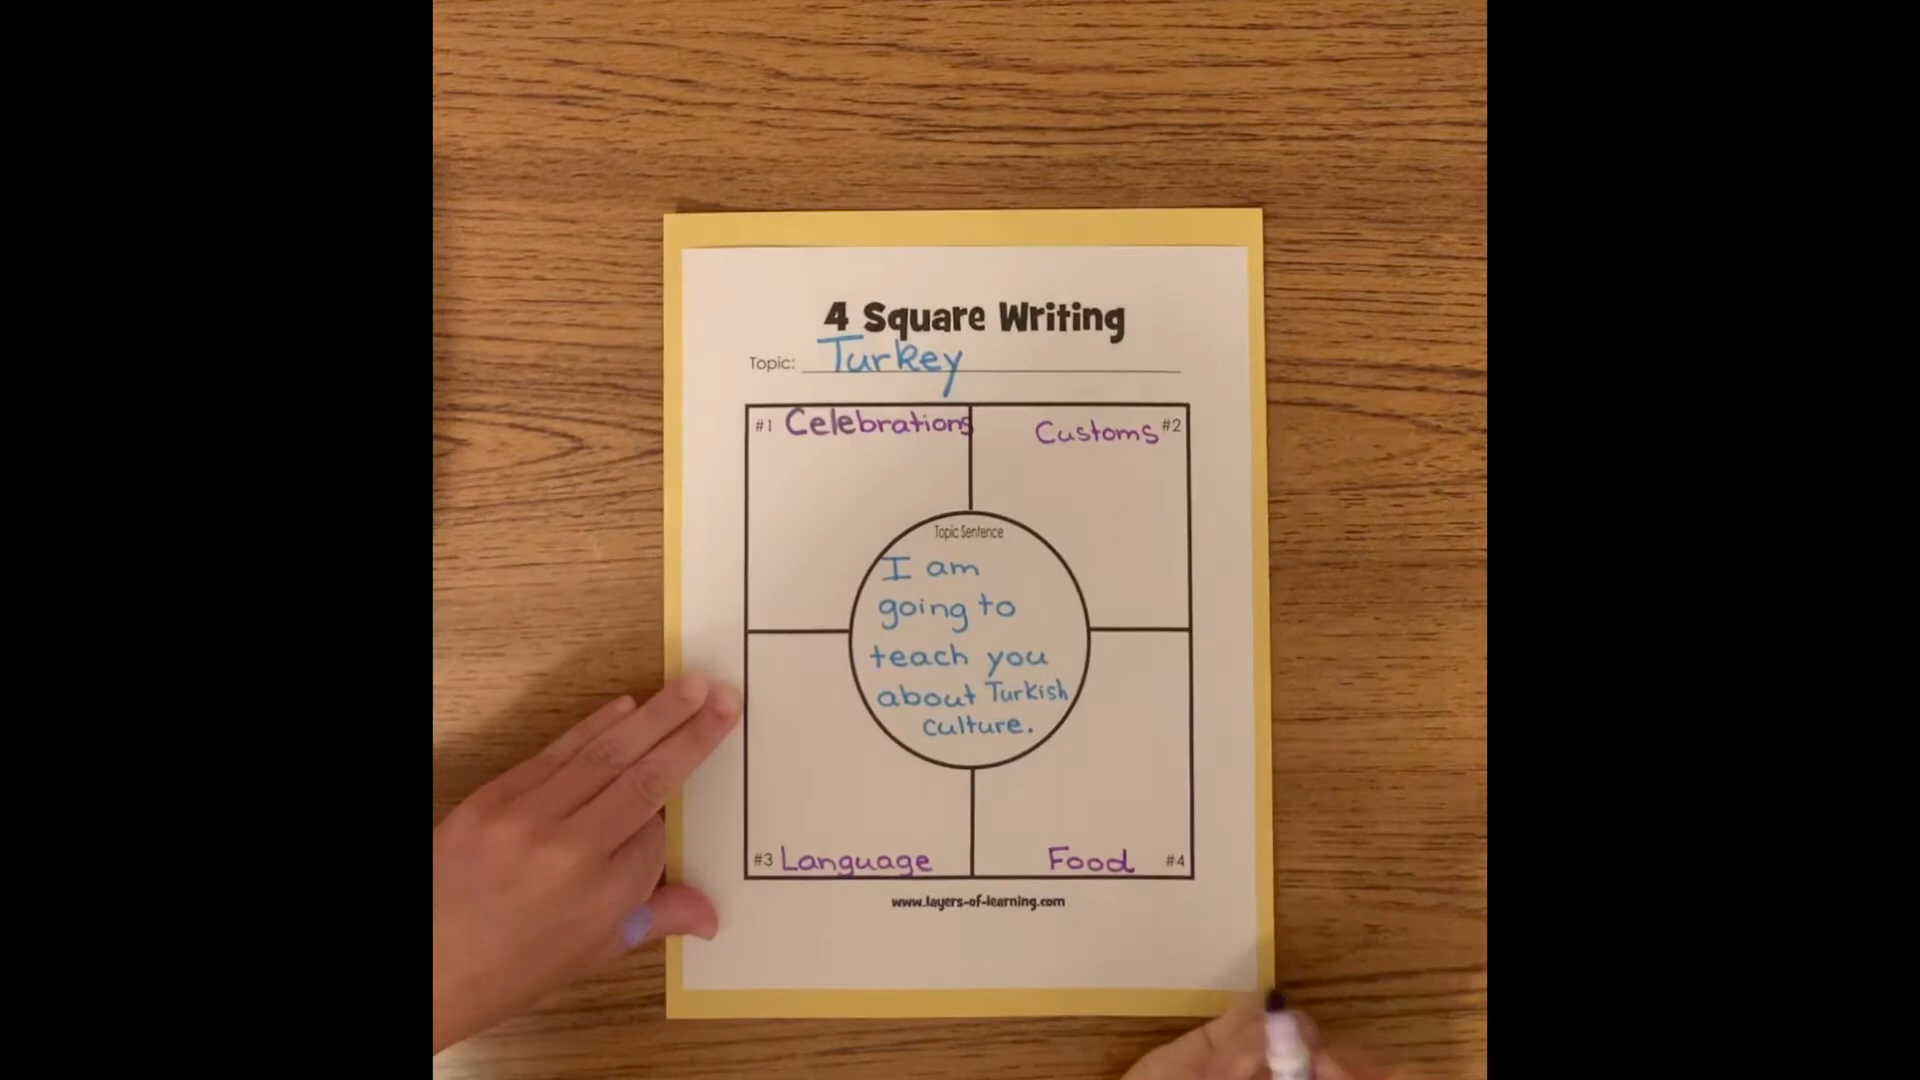 4 Square Writing
Topic: Turkey
#1 Celebrations
Customs #2
Topic Sentence
I am
going to
teach you
about Turkish
culture.
#3 Language
Food #4
www.layers-of-learning.com